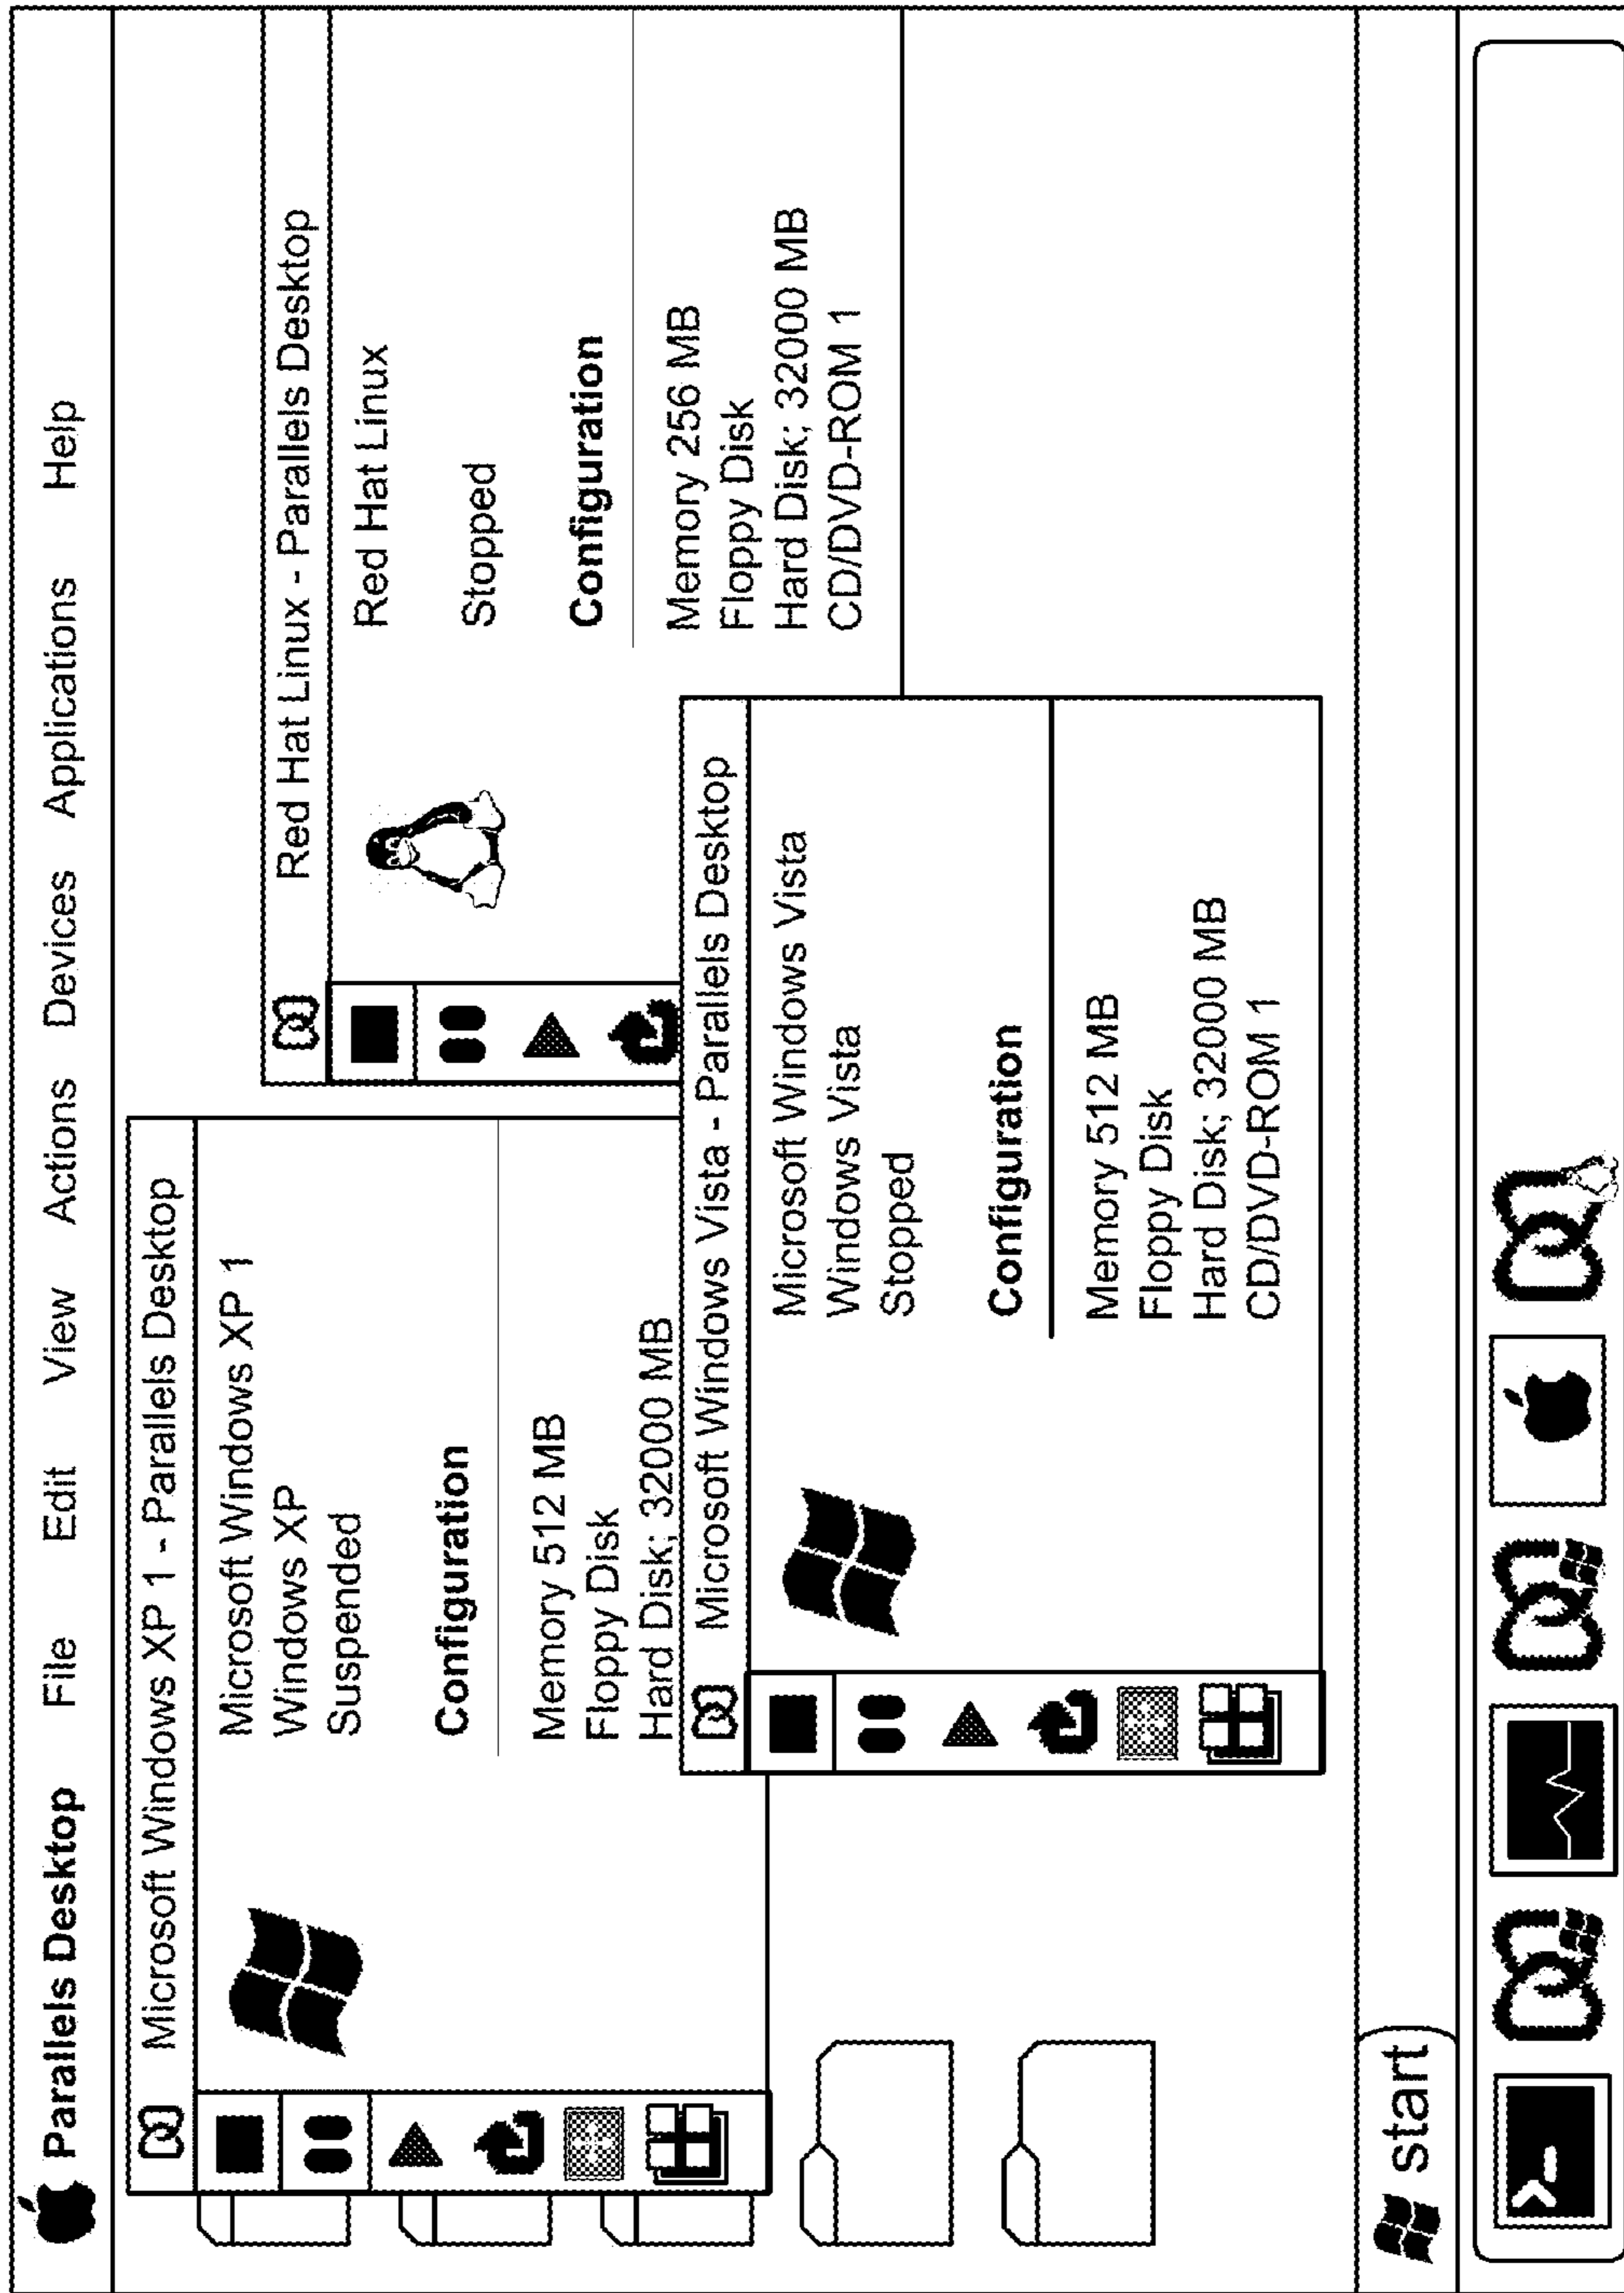 Parallels Desktop File Edit View Actions Devices Applications Help
Microsoft Windows XP 1 - Parallels Desktop
Microsoft Windows XP 1
Windows XP
Suspended
Configuration
Memory 512 MB
Floppy Disk
Hard Disk; 32000 MB
Red Hat Linux - Parallels Desktop
Red Hat Linux
Stopped
Configuration
Memory 256 MB
Floppy Disk
Hard Disk; 32000 MB
CD/DVD-ROM 1
Microsoft Windows Vista - Parallels Desktop
Microsoft Windows Vista
Windows Vista
Stopped
Configuration
Memory 512 MB
Floppy Disk
Hard Disk; 32000 MB
CD/DVD-ROM 1
start